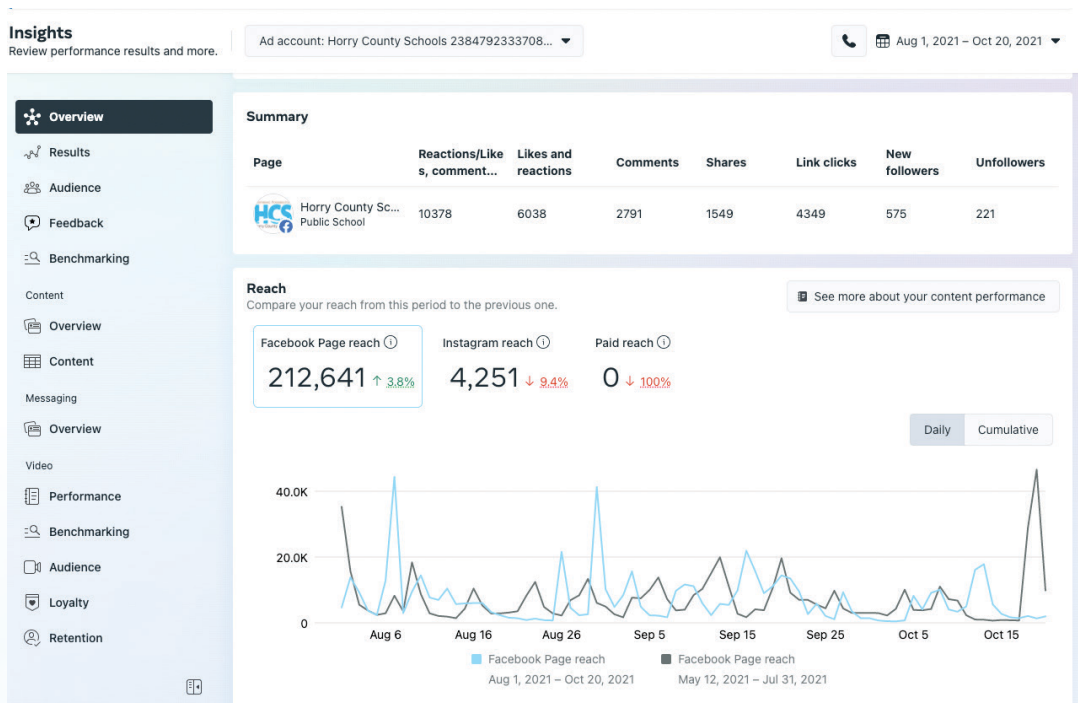 Insights
Review performance results and more.
Ad account: Horry County Schools 2384792333708...
Aug 1, 2021 – Oct 20, 2021
Overview
Results
Audience
Feedback
Benchmarking
Content
Overview
Content
Messaging
Overview
Video
Performance
Benchmarking
Audience
Loyalty
Retention
Summary
Page
Reactions/Like
s, comment...
Likes and
reactions
Comments
Shares
Link clicks
New
followers
Unfollowers
HCS
Horry County Sc...
Public School
10378
6038
2791
1549
4349
575
221
Reach
Compare your reach from this period to the previous one.
See more about your content performance
Facebook Page reach
212,641 ↑ 3.8%
Instagram reach
4,251 ↓ 9.4%
Paid reach
0 ↓ 100%
Daily
Cumulative
40.0K
20.0K
0
Aug 6
Aug 16
Aug 26
Sep 5
Sep 15
Sep 25
Oct 5
Oct 15
Facebook Page reach
Aug 1, 2021 – Oct 20, 2021
Facebook Page reach
May 12, 2021 – Jul 31, 2021